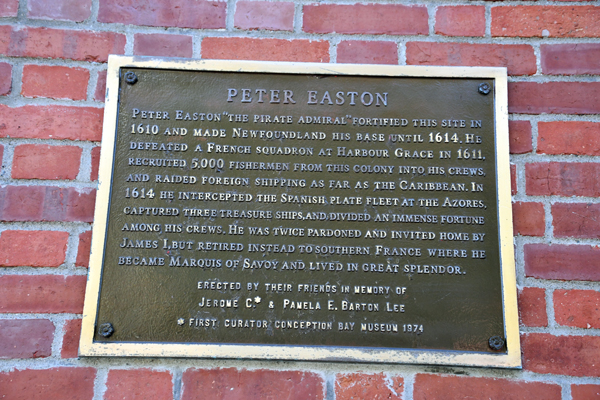 PETER EASTON
PETER EASTON "THE PIRATE ADMIRAL" FORTIFIED THIS SITE IN
1610 AND MADE NEWFOUNDLAND HIS BASE UNTIL 1614. HE
DEFEATED A FRENCH SQUADRON AT HARBOUR GRACE IN 1611,
RECRUITED 5,000 FISHERMEN FROM THIS COLONY INTO HIS CREWS,
AND RAIDED FOREIGN SHIPPING AS FAR AS THE CARIBBEAN. IN
1614 HE INTERCEPTED THE SPANISH PLATE FLEET AT THE AZORES,
CAPTURED THREE TREASURE SHIPS, AND DIVIDED AN IMMENSE FORTUNE
AMONG HIS CREWS. HE WAS TWICE PARDONED AND INVITED HOME BY
JAMES I, BUT RETIRED INSTEAD TO SOUTHERN FRANCE WHERE HE
BECAME MARQUIS OF SAVOY AND LIVED IN GREAT SPLENDOR.
ERECTED BY THEIR FRIENDS IN MEMORY OF
JEROME C.* & PAMELA E. BARTON LEE
*FIRST CURATOR CONCEPTION BAY MUSEUM 1974